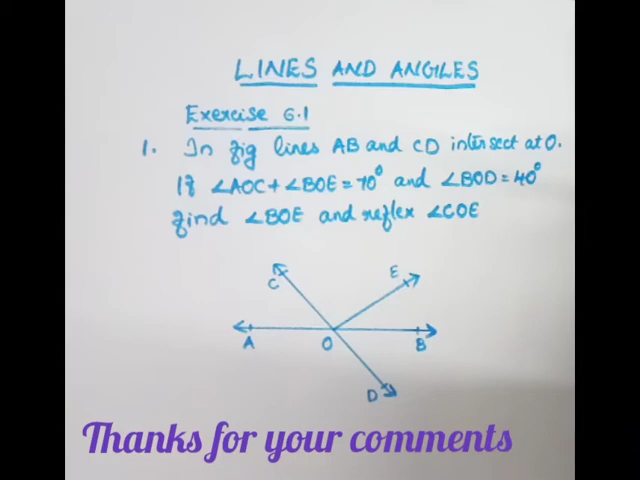 LINES AND ANGLES
Exercise 6.1
1. In fig lines AB and CD intersect at O.
If ∠AOC + ∠BOE = 70° and ∠BOD = 40°
find ∠BOE and reflex ∠COE
C
E
A
O
B
D
Thanks for your comments